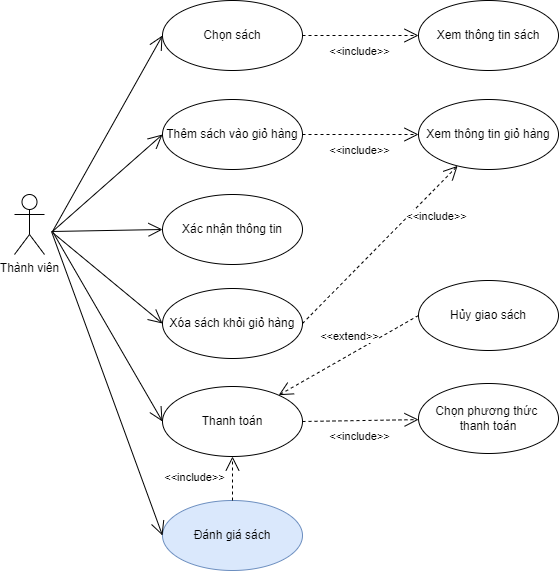 Chọn sách
<<include>>
Xem thông tin sách
Thêm sách vào giỏ hàng
<<include>>
Xem thông tin giỏ hàng
Thành viên
Xác nhận thông tin
<<include>>
Xóa sách khỏi giỏ hàng
Hủy giao sách
<<extend>>
Thanh toán
<<include>>
Chọn phương thức
thanh toán
<<include>>
Đánh giá sách